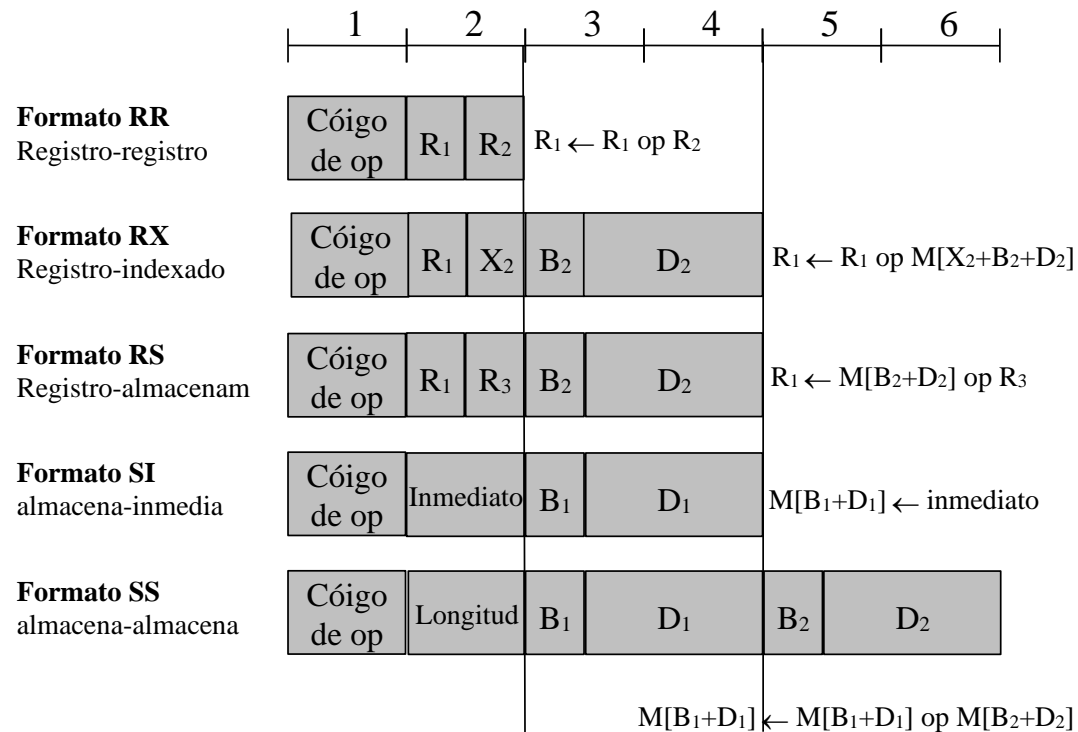 1 2 3 4 5 6
Formato RR
Registro-registro
Cóigo
de op
R1
R2
R1 ← R1 op R2
Formato RX
Registro-indexado
Cóigo
de op
R1
X2
B2
D2
R1 ← R1 op M[X2+B2+D2]
Formato RS
Registro-almacenam
Cóigo
de op
R1
R3
B2
D2
R1 ← M[B2+D2] op R3
Formato SI
almacena-inmedia
Cóigo
de op
Inmediato
B1
D1
M[B1+D1] ← inmediato
Formato SS
almacena-almacena
Cóigo
de op
Longitud
B1
D1
B2
D2
M[B1+D1] ← M[B1+D1] op M[B2+D2]